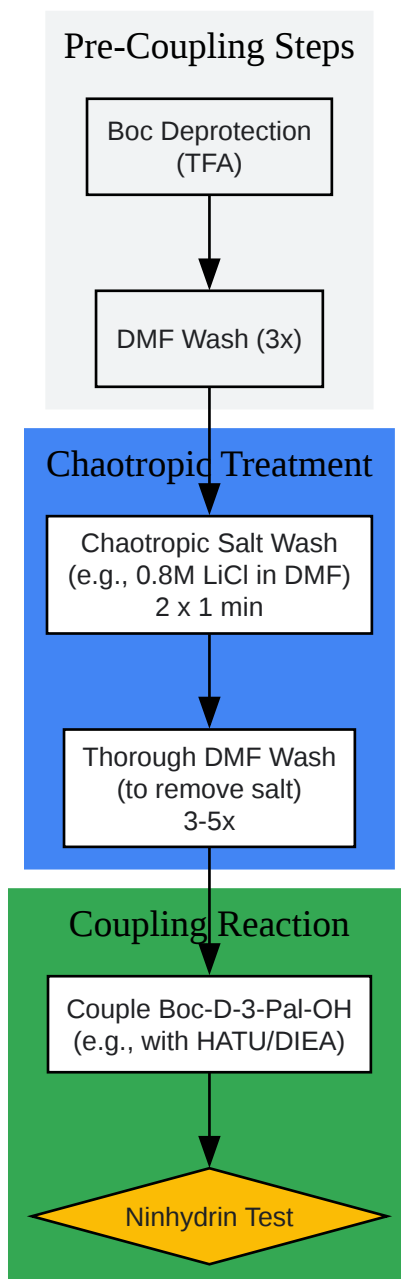 Pre-Coupling Steps
Boc Deprotection
(TFA)
DMF Wash (3x)
Chaotropic Treatment
Chaotropic Salt Wash
(e.g., 0.8M LiCl in DMF)
2 x 1 min
Thorough DMF Wash
(to remove salt)
3-5x
Coupling Reaction
Couple Boc-D-3-Pal-OH
(e.g., with HATU/DIEA)
Ninhydrin Test